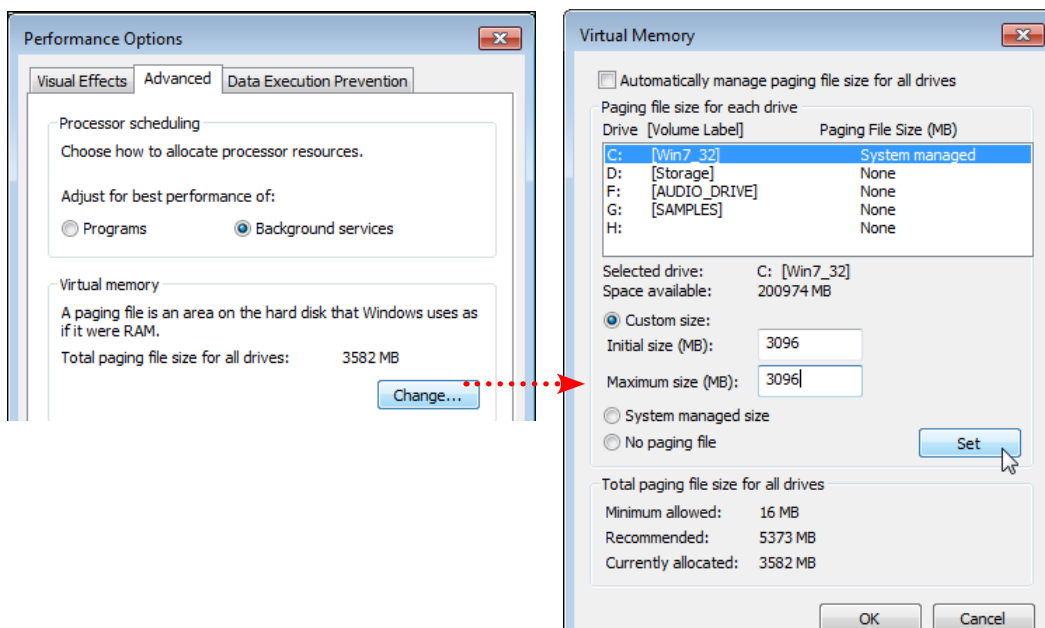 Performance Options
Visual Effects
Advanced
Data Execution Prevention
Processor scheduling
Choose how to allocate processor resources.
Adjust for best performance of:
Programs
Background services
Virtual memory
A paging file is an area on the hard disk that Windows uses as
if it were RAM.
Total paging file size for all drives: 3582 MB
Change...
Virtual Memory
Automatically manage paging file size for all drives
Paging file size for each drive
Drive [Volume Label] Paging File Size (MB)
C: [Win7_32] System managed
D: [Storage] None
F: [AUDIO_DRIVE] None
G: [SAMPLES] None
H: None
Selected drive: C: [Win7_32]
Space available: 200974 MB
Custom size:
Initial size (MB): 3096
Maximum size (MB): 3096
System managed size
No paging file
Set
Total paging file size for all drives
Minimum allowed: 16 MB
Recommended: 5373 MB
Currently allocated: 3582 MB
OK
Cancel